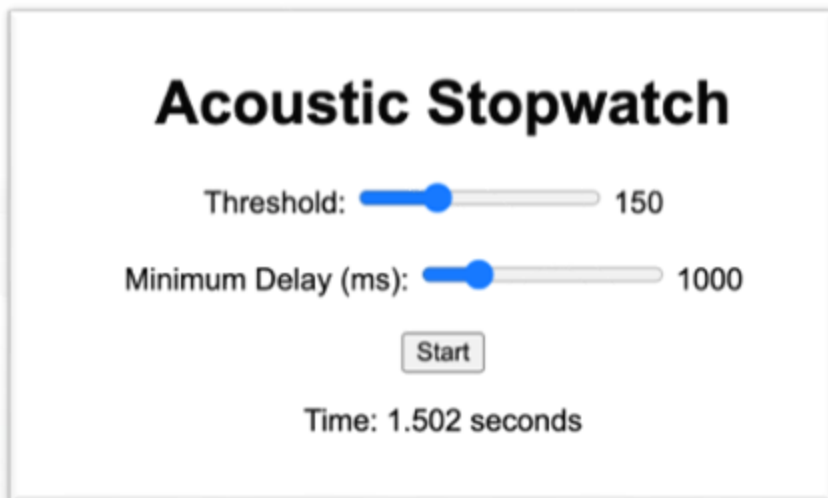 Acoustic Stopwatch
Threshold: 150
Minimum Delay (ms): 1000
Start
Time: 1.502 seconds